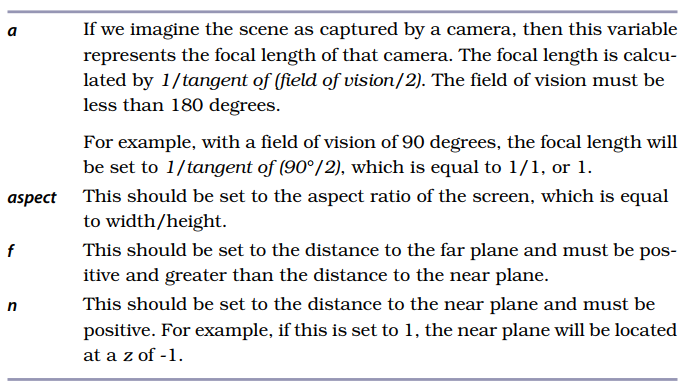 a If we imagine the scene as captured by a camera, then this variable
represents the focal length of that camera. The focal length is calcu-
lated by 1/tangent of (field of vision/2). The field of vision must be
less than 180 degrees.
For example, with a field of vision of 90 degrees, the focal length will
be set to 1/tangent of (90°/2), which is equal to 1/1, or 1.
aspect This should be set to the aspect ratio of the screen, which is equal
to width/height.
f This should be set to the distance to the far plane and must be pos-
itive and greater than the distance to the near plane.
n This should be set to the distance to the near plane and must be
positive. For example, if this is set to 1, the near plane will be located
at a z of -1.